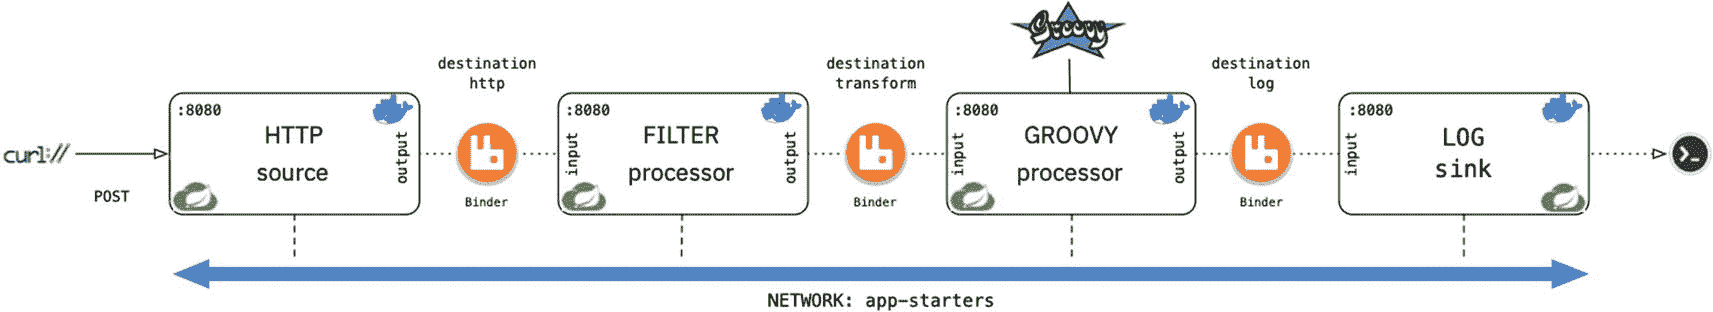 curl://
POST
:8080
HTTP
source
output
destination
http
Binder
:8080
input
FILTER
processor
output
destination
transform
Binder
Groovy
:8080
input
GROOVY
processor
output
destination
log
Binder
:8080
input
LOG
sink
NETWORK: app-starters